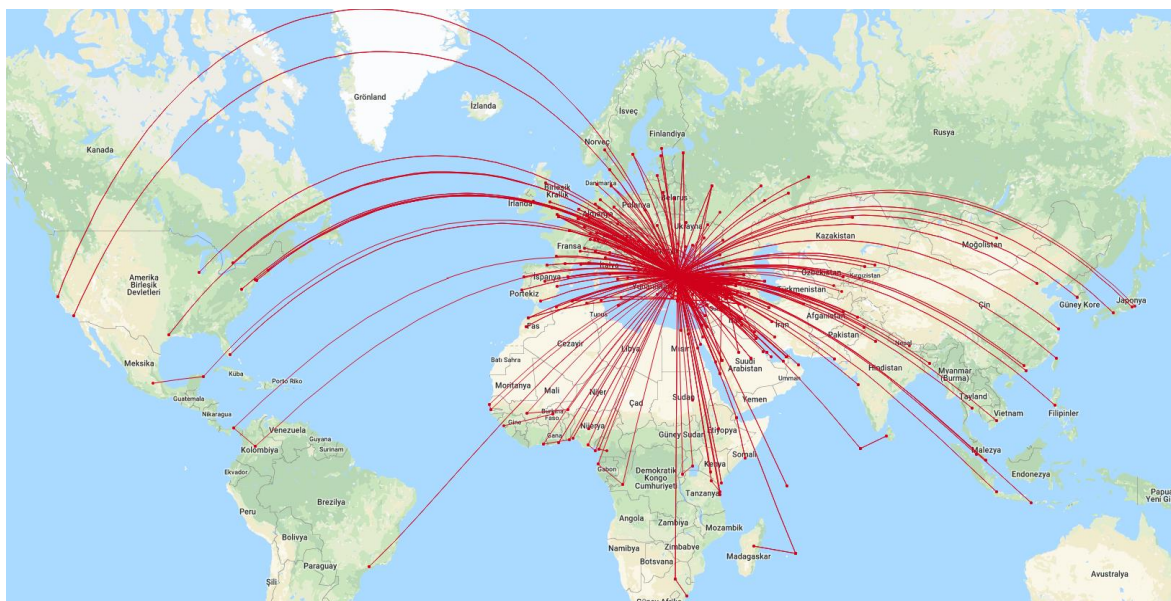 Grönland
İzlanda
İsveç
Finlandiya
Norveç
Rusya
Kanada
Danimarka
Birleşik
Krallık
İrlanda
Polonya
Belarus
Almanya
Ukrayna
Fransa
Kazakistan
Moğolistan
Amerika
Birleşik
Devletleri
İspanya
Portekiz
Özbekistan
Kırgızistan
Türkmenistan
Çin
Güney Kore
Japonya
Tunus
Fas
Afganistan
İran
Pakistan
Nepal
Cezayir
Libya
Mısır
Batı Sahra
Suudi
Arabistan
Umman
Hindistan
Myanmar
(Burma)
Meksika
Küba
Porto Riko
Guatemala
Nikaragua
Moritanya
Mali
Nijer
Çad
Sudan
Yemen
Tayland
Vietnam
Filipinler
Burkina
Faso
Gine
Gana
Nijerya
Etiyopya
Güney Sudan
Somali
Venezuela
Guyana
Surinam
Kolombiya
Ekvador
Malezya
Endonezya
Gabon
Demokratik
Kongo
Cumhuriyeti
Kenya
Tanzanya
Papua
Yeni Gi
Brezilya
Peru
Bolivya
Angola
Zambiya
Mozambik
Zimbabve
Madagaskar
Namibya
Botsvana
Paraguay
Şili
Avustralya